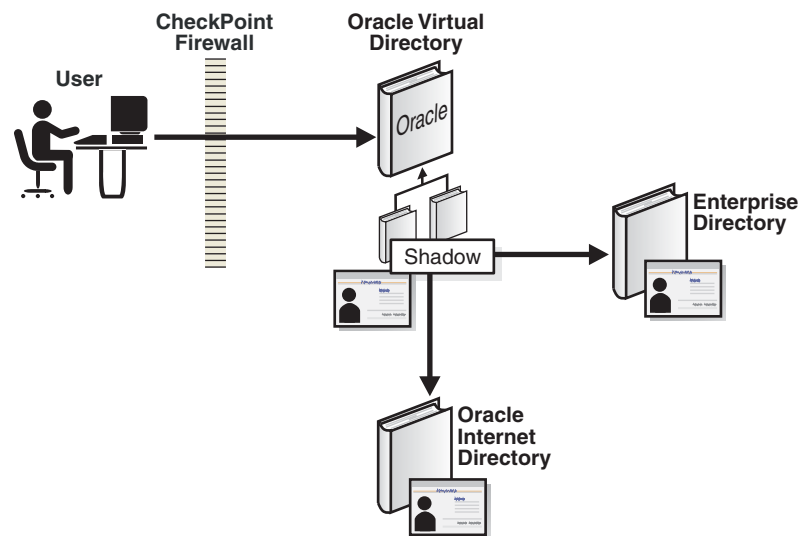 CheckPoint
Firewall
Oracle Virtual
Directory
User
Oracle
Enterprise
Directory
Shadow
Oracle
Internet
Directory